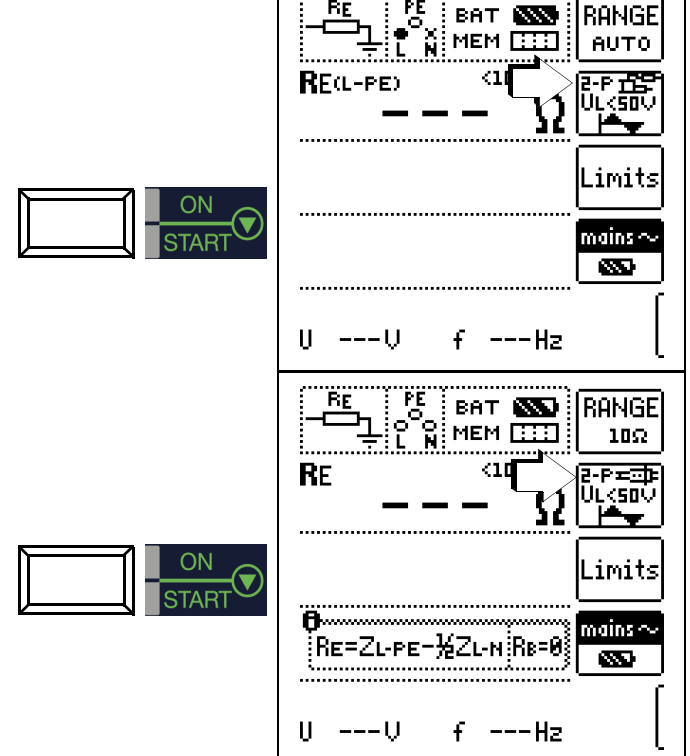 RE
PE
L
N
BAT
MEM
RANGE
AUTO
RE(L-PE)
<10
---
Ω
2-P
UL<50V
ON
START
Limits
mains~
U ---V f ---Hz
RE
PE
L
N
BAT
MEM
RANGE
10Ω
RE
<10
---
Ω
2-P
UL<50V
ON
START
Limits
RE=ZL-PE-½ZL-N RB=0
mains~
U ---V f ---Hz